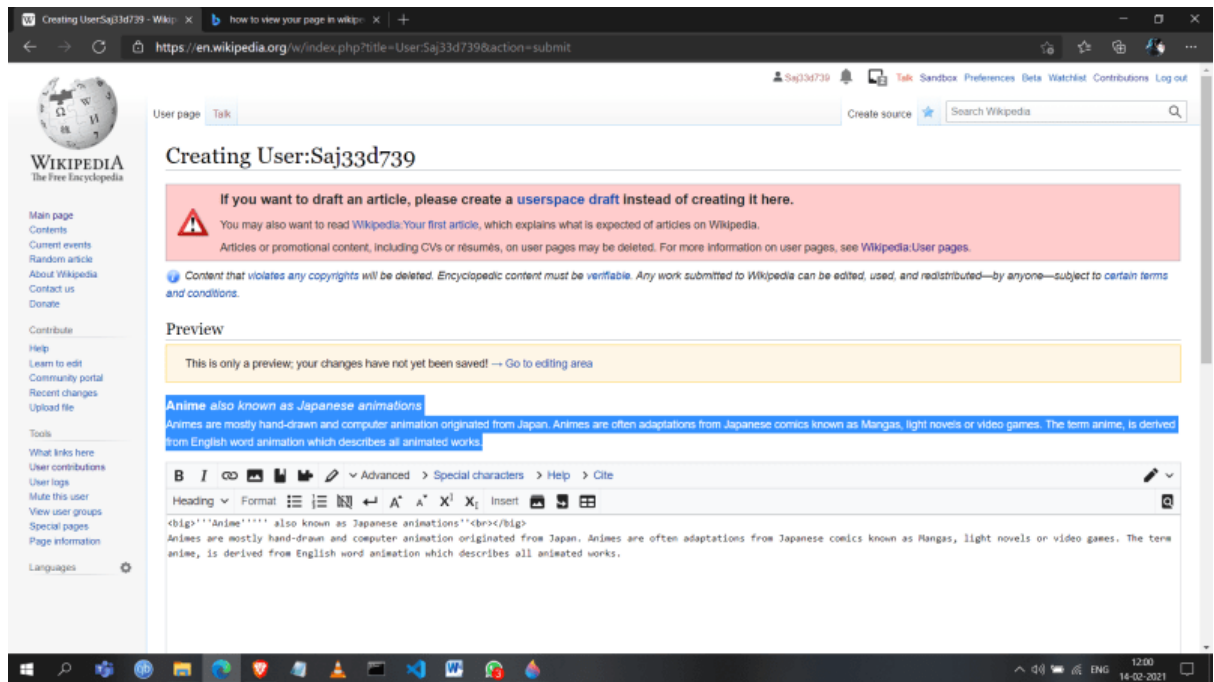 Creating User:Saj33d739 - Wikip
how to view your page in wikipe
https://en.wikipedia.org/w/index.php?title=User:Saj33d739&action=submit
Saj33d739 Talk Sandbox Preferences Beta Watchlist Contributions Log out
User page Talk Create source Search Wikipedia
WIKIPEDIA
The Free Encyclopedia
Main page
Contents
Current events
Random article
About Wikipedia
Contact us
Donate
Contribute
Help
Learn to edit
Community portal
Recent changes
Upload file
Tools
What links here
User contributions
User logs
Mute this user
View user groups
Special pages
Page information
Languages
Creating User:Saj33d739
If you want to draft an article, please create a userspace draft instead of creating it here.
You may also want to read Wikipedia:Your first article, which explains what is expected of articles on Wikipedia.
Articles or promotional content, including CVs or résumés, on user pages may be deleted. For more information on user pages, see Wikipedia:User pages.
Content that violates any copyrights will be deleted. Encyclopedic content must be verifiable. Any work submitted to Wikipedia can be edited, used, and redistributed—by anyone—subject to certain terms
and conditions.
Preview
This is only a preview; your changes have not yet been saved! → Go to editing area
Anime also known as Japanese animations
Animes are mostly hand-drawn and computer animation originated from Japan. Animes are often adaptations from Japanese comics known as Mangas, light novels or video games. The term anime, is derived
from English word animation which describes all animated works.
B I Advanced Special characters Help Cite
Heading Format Insert
<big>'''Anime''''' also known as Japanese animations''<br></big>
Animes are mostly hand-drawn and computer animation originated from Japan. Animes are often adaptations from Japanese comics known as Mangas, light novels or video games. The term
anime, is derived from English word animation which describes all animated works.
ENG
12:00
14-02-2021